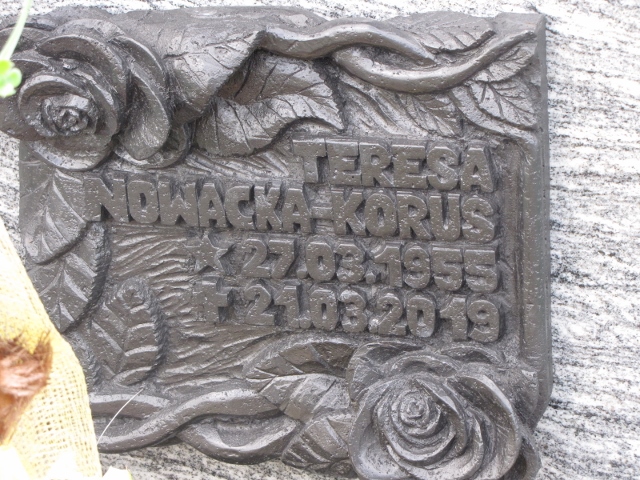 TERESA
NOWACKA-KORUS
* 27.03.1955
✝ 21.03.2019